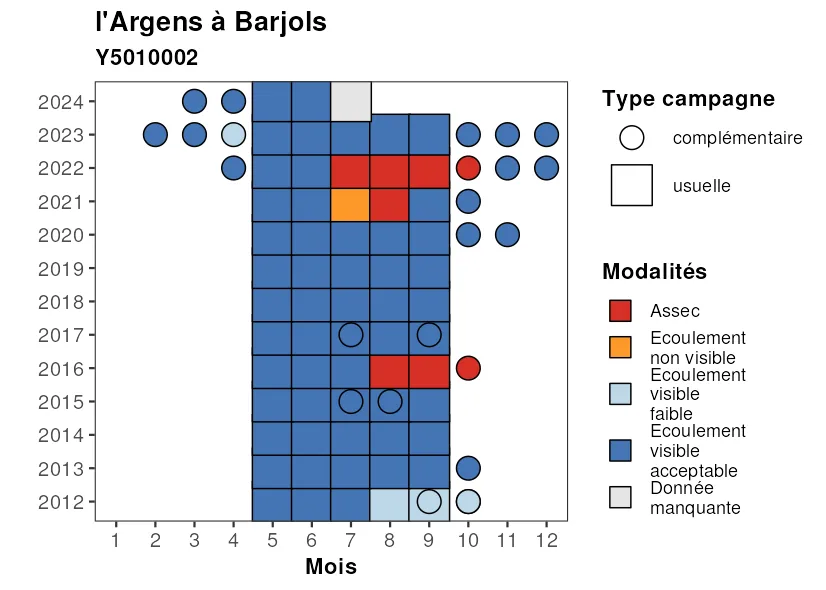 l'Argens à Barjols
Y5010002
2024
2023
2022
2021
2020
2019
2018
2017
2016
2015
2014
2013
2012
1 2 3 4 5 6 7 8 9 10 11 12
Mois
Type campagne
complémentaire
usuelle
Modalités
Assec
Ecoulement
non visible
Ecoulement
visible
faible
Ecoulement
visible
acceptable
Donnée
manquante